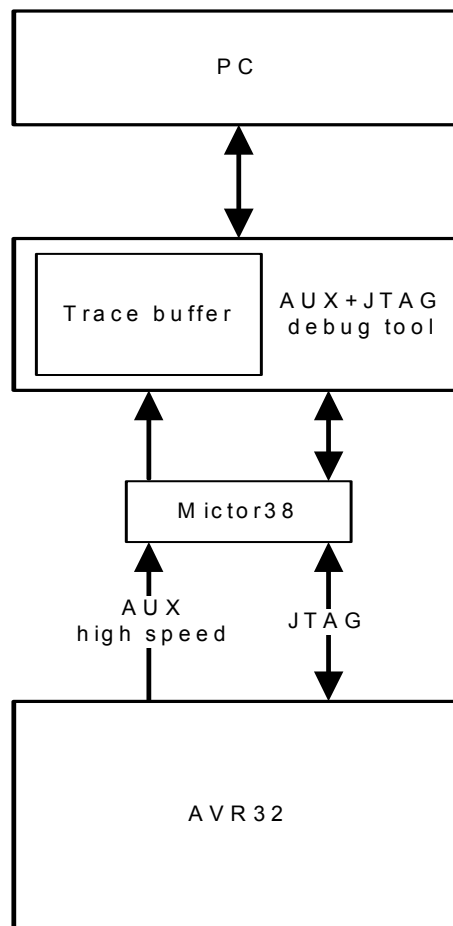 PC
Trace buffer
AUX+JTAG
debug tool
Mictor38
AUX
high speed
JTAG
AVR32